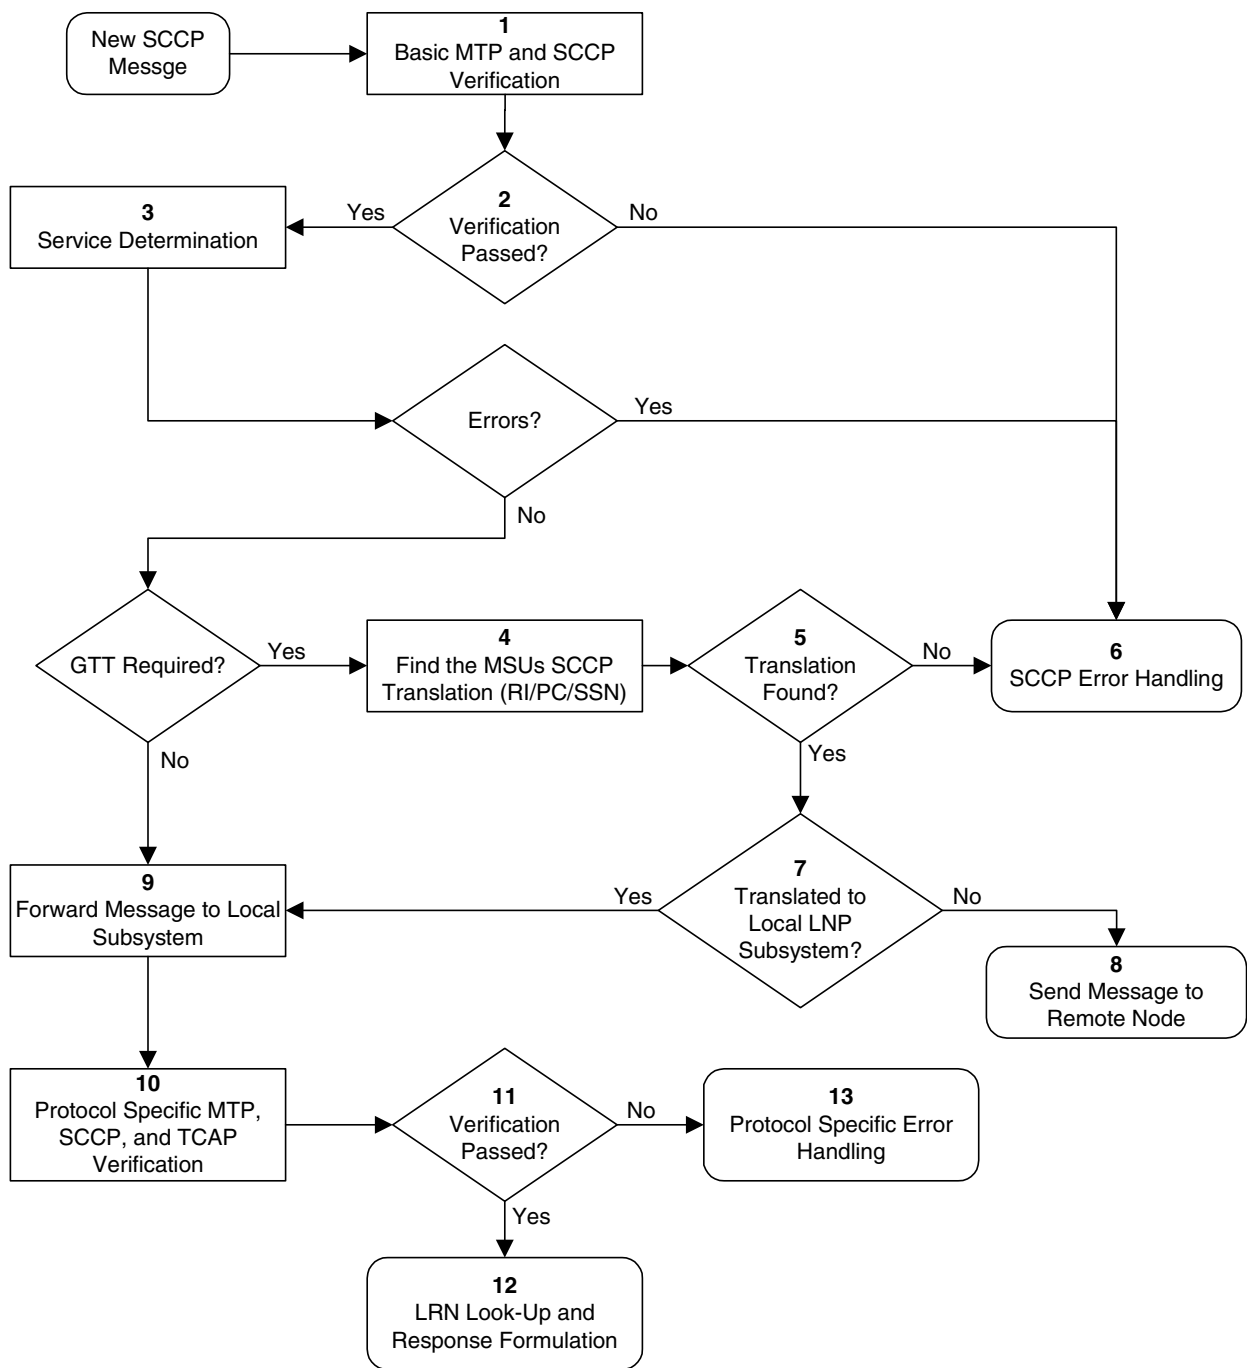 New SCCP
Messge
1
Basic MTP and SCCP
Verification
2
Verification
Passed?
Yes
No
3
Service Determination
Errors?
Yes
No
GTT Required?
Yes
No
4
Find the MSUs SCCP
Translation (RI/PC/SSN)
5
Translation
Found?
No
Yes
6
SCCP Error Handling
7
Translated to
Local LNP
Subsystem?
Yes
No
8
Send Message to
Remote Node
9
Forward Message to Local
Subsystem
10
Protocol Specific MTP,
SCCP, and TCAP
Verification
11
Verification
Passed?
No
Yes
13
Protocol Specific Error
Handling
12
LRN Look-Up and
Response Formulation